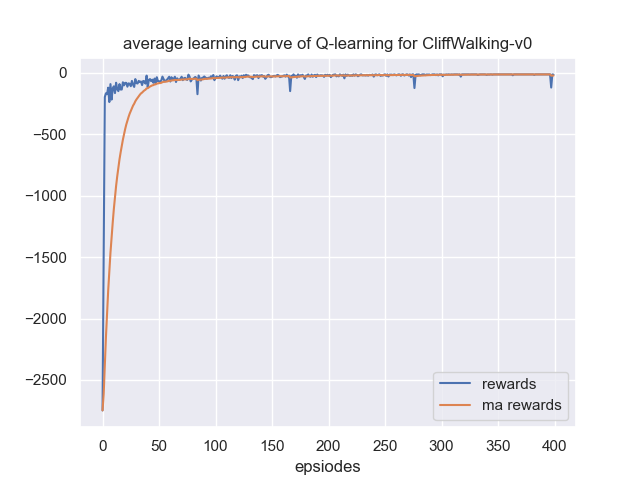 average learning curve of Q-learning for CliffWalking-v0
0
−500
−1000
−1500
−2000
−2500
rewards
ma rewards
0 50 100 150 200 250 300 350 400
epsiodes